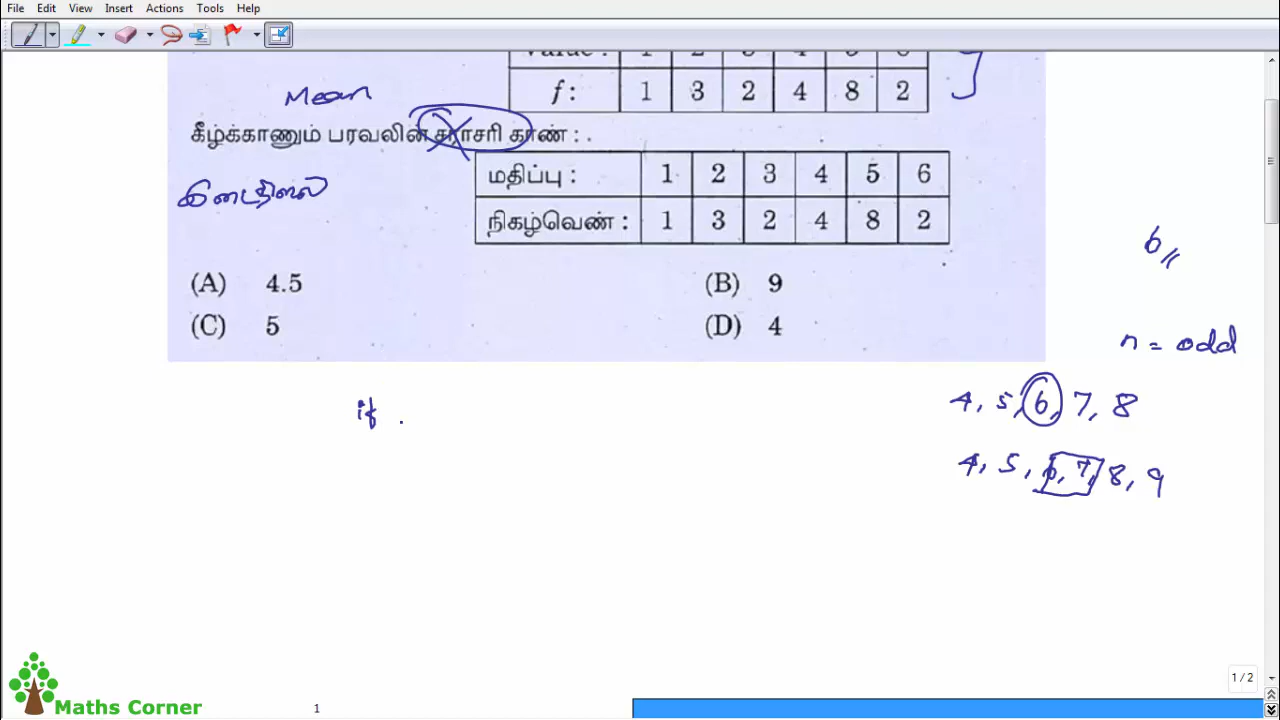 File Edit View Insert Actions Tools Help
Value : 1 2 3 4 5 6
f : 1 3 2 4 8 2
Mean
கீழ்க்காணும் பரவலின் சராசரி காண் : .
இடைநிலை
மதிப்பு : 1 2 3 4 5 6
நிகழ்வெண் : 1 3 2 4 8 2
6
(A) 4.5 (B) 9
(C) 5 (D) 4
n = odd
4, 5, 6, 7, 8
if .
4, 5, 6, 7, 8, 9
1 / 2
Maths Corner
1